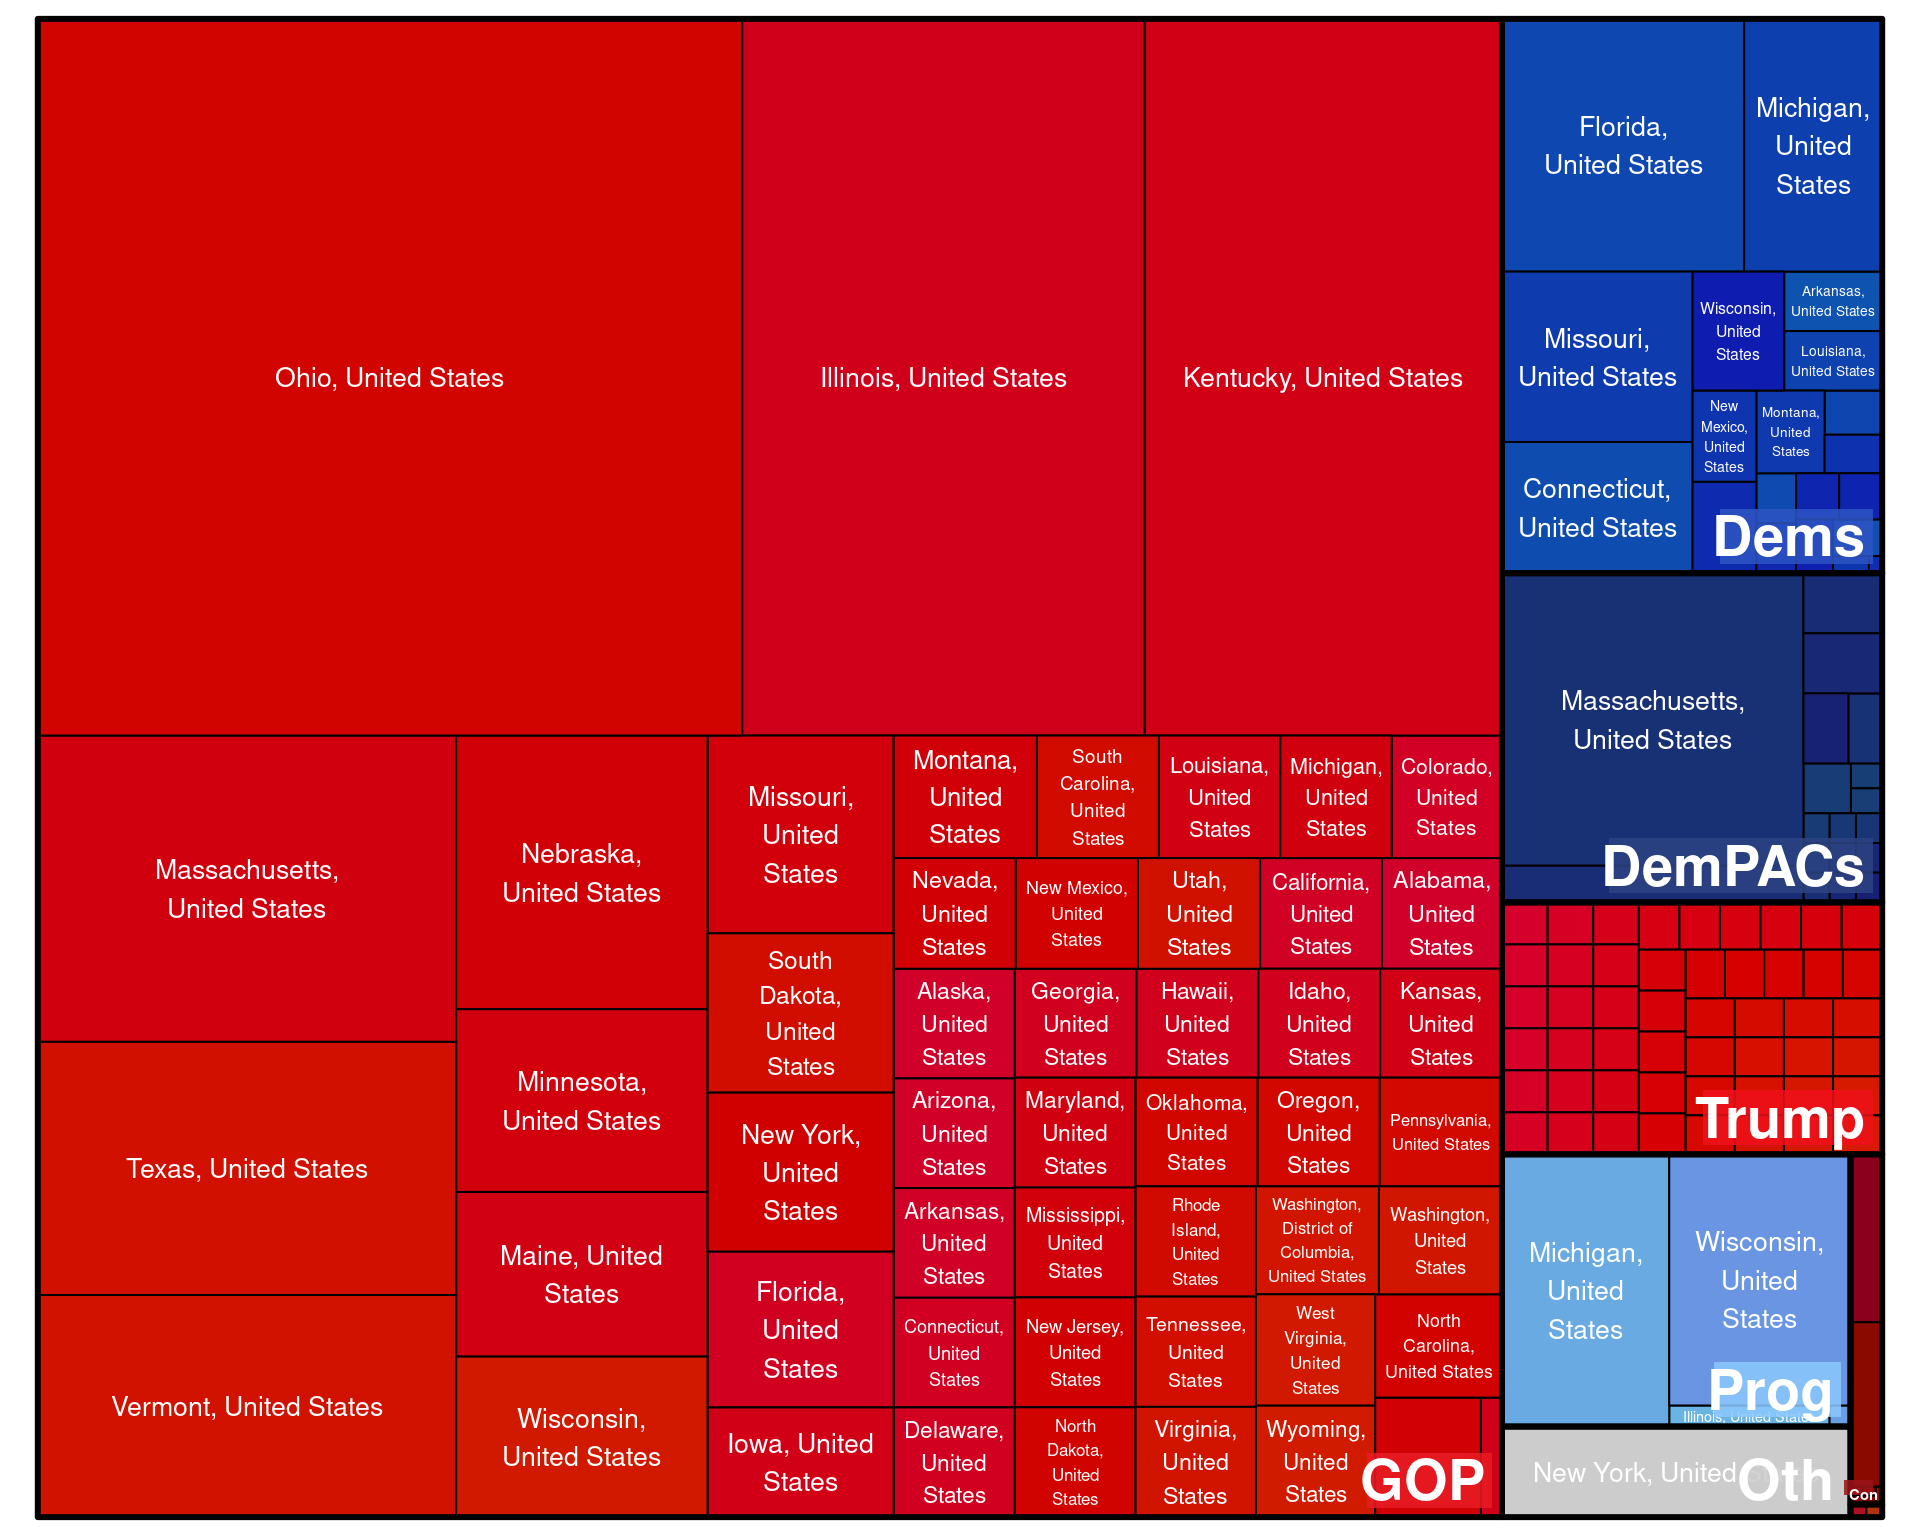 Ohio, United States
Illinois, United States
Kentucky, United States
Massachusetts,
United States
Texas, United States
Vermont, United States
Nebraska,
United States
Minnesota,
United States
Maine, United
States
Wisconsin,
United States
Missouri,
United
States
South
Dakota,
United
States
New York,
United
States
Florida,
United
States
Iowa, United
States
Montana,
United
States
South
Carolina,
United
States
Louisiana,
United
States
Michigan,
United
States
Colorado,
United
States
Nevada,
United
States
New Mexico,
United
States
Utah,
United
States
California,
United
States
Alabama,
United
States
Alaska,
United
States
Georgia,
United
States
Hawaii,
United
States
Idaho,
United
States
Kansas,
United
States
Arizona,
United
States
Maryland,
United
States
Oklahoma,
United
States
Oregon,
United
States
Pennsylvania,
United States
Arkansas,
United
States
Mississippi,
United
States
Rhode
Island,
United
States
Washington,
District of
Columbia,
United States
Washington,
United
States
Connecticut,
United
States
New Jersey,
United
States
Tennessee,
United
States
West
Virginia,
United
States
North
Carolina,
United States
Delaware,
United
States
North
Dakota,
United
States
Virginia,
United
States
Wyoming,
United
States
GOP
Florida,
United States
Michigan,
United
States
Missouri,
United States
Connecticut,
United States
Wisconsin,
United
States
Arkansas,
United States
Louisiana,
United States
New
Mexico,
United
States
Montana,
United
States
Dems
Massachusetts,
United States
DemPACs
Trump
Michigan,
United
States
Wisconsin,
United
States
Illinois, United States
Prog
New York, United
Oth
Con